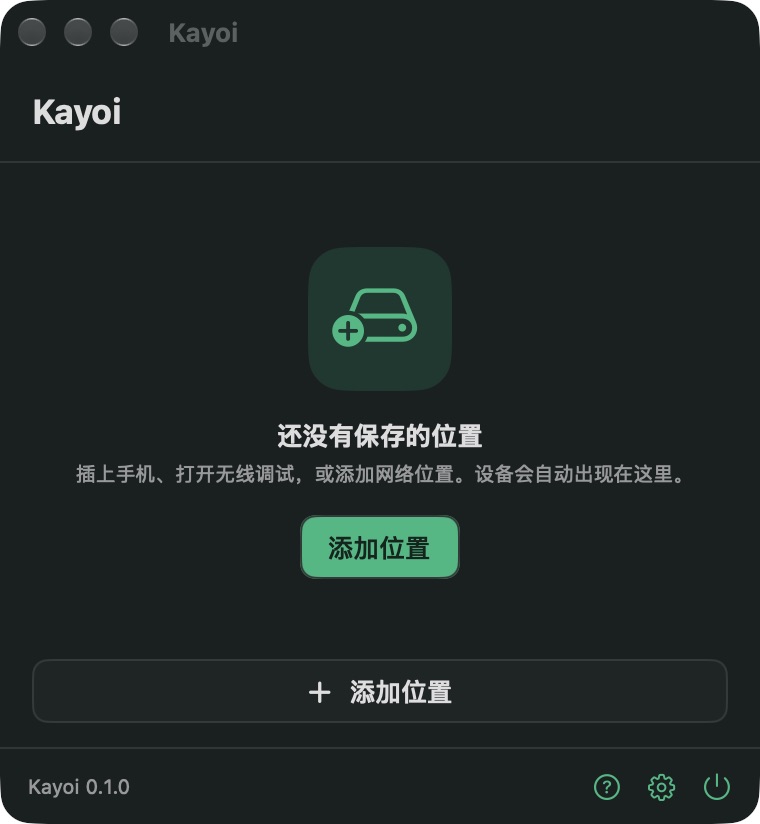 Kayoi
Kayoi
还没有保存的位置
插上手机、打开无线调试，或添加网络位置。设备会自动出现在这里。
添加位置
+ 添加位置
Kayoi 0.1.0
?